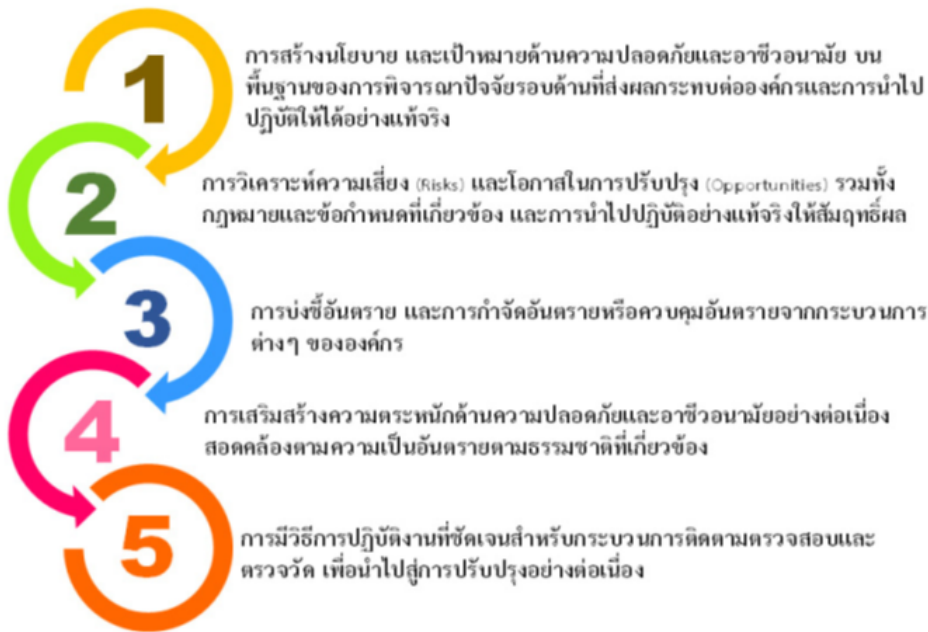 1
การสร้างนโยบาย และเป้าหมายด้านความปลอดภัยและอาชีวอนามัย บน
พื้นฐานของการพิจารณาปัจจัยรอบด้านที่ส่งผลกระทบต่อองค์กรและการนำไป
ปฏิบัติให้ได้อย่างแท้จริง
2
การวิเคราะห์ความเสี่ยง (Risks) และโอกาสในการปรับปรุง (Opportunities) รวมทั้ง
กฎหมายและข้อกำหนดที่เกี่ยวข้อง และการนำไปปฏิบัติอย่างแท้จริงให้สัมฤทธิ์ผล
3
การบ่งชี้อันตราย และการกำจัดอันตรายหรือควบคุมอันตรายจากกระบวนการ
ต่างๆ ขององค์กร
4
การเสริมสร้างความตระหนักด้านความปลอดภัยและอาชีวอนามัยอย่างต่อเนื่อง
สอดคล้องตามความเป็นอันตรายตามธรรมชาติที่เกี่ยวข้อง
5
การมีวิธีการปฏิบัติงานที่ชัดเจนสำหรับกระบวนการติดตามตรวจสอบและ
ตรวจวัด เพื่อนำไปสู่การปรับปรุงอย่างต่อเนื่อง